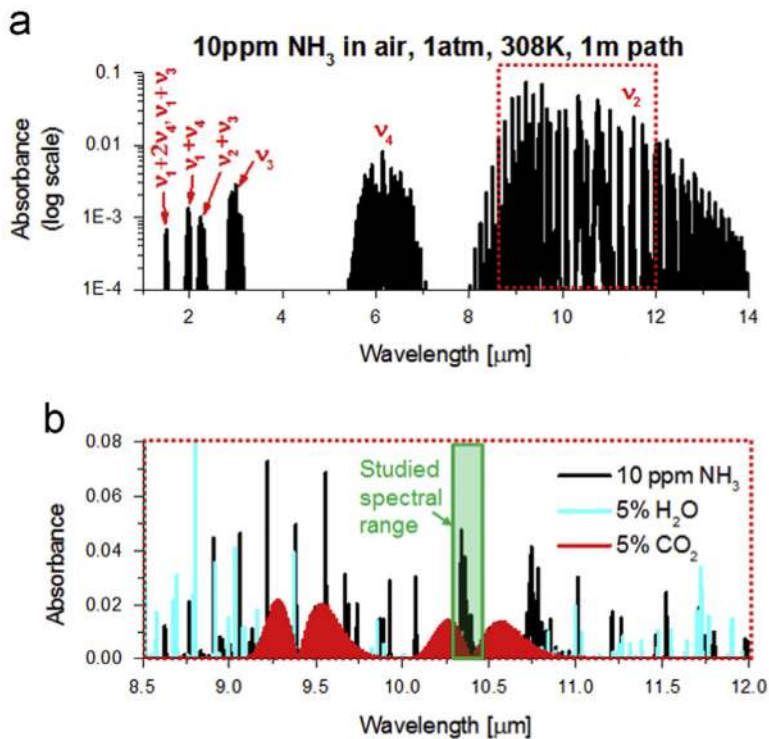 a
10ppm NH₃ in air, 1atm, 308K, 1m path
Absorbance
(log scale)
0.1
0.01
1E-3
1E-4
ν₁+2ν₄, ν₁+ν₃
ν₁+ν₄
ν₂+ν₃
ν₃
ν₄
ν₂
2 4 6 8 10 12 14
Wavelength [μm]
b
Absorbance
0.08
0.06
0.04
0.02
0.00
Studied
spectral
range
10 ppm NH₃
5% H₂O
5% CO₂
8.5 9.0 9.5 10.0 10.5 11.0 11.5 12.0
Wavelength [μm]